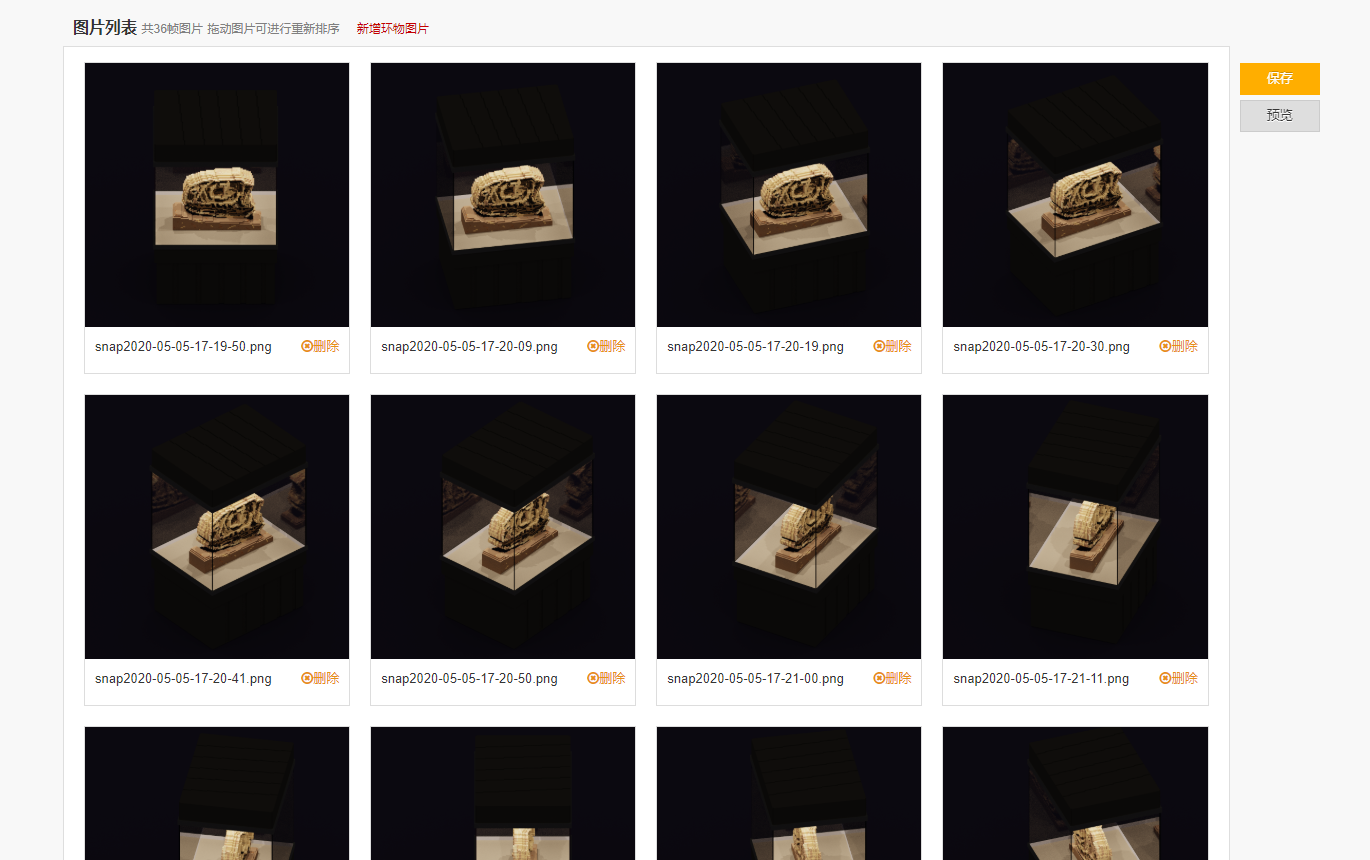 图片列表 共36帧图片 拖动图片可进行重新排序 新增环物图片
保存
预览
snap2020-05-05-17-19-50.png 删除
snap2020-05-05-17-20-09.png 删除
snap2020-05-05-17-20-19.png 删除
snap2020-05-05-17-20-30.png 删除
snap2020-05-05-17-20-41.png 删除
snap2020-05-05-17-20-50.png 删除
snap2020-05-05-17-21-00.png 删除
snap2020-05-05-17-21-11.png 删除